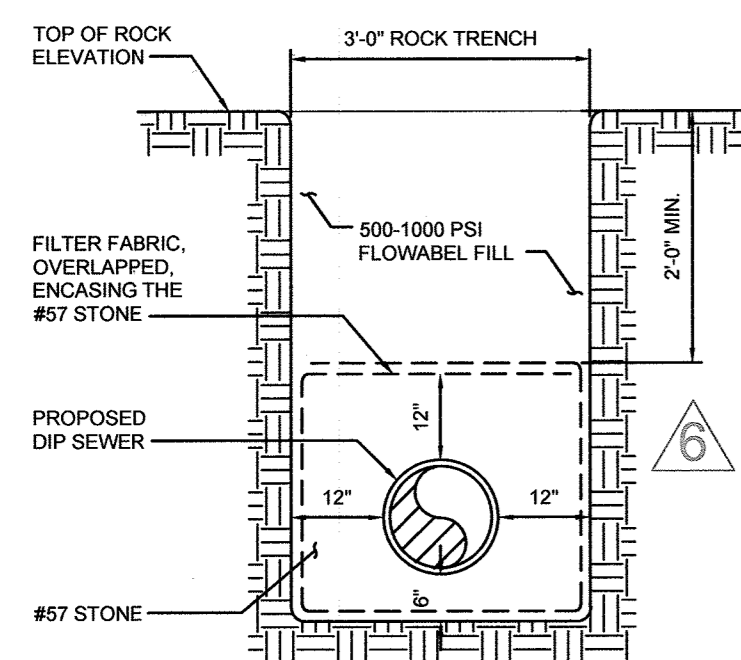 TOP OF ROCK
ELEVATION
3'-0" ROCK TRENCH
500-1000 PSI
FLOWABEL FILL
2'-0" MIN.
FILTER FABRIC,
OVERLAPPED,
ENCASING THE
#57 STONE
12"
6
PROPOSED
DIP SEWER
12"
12"
6"
#57 STONE